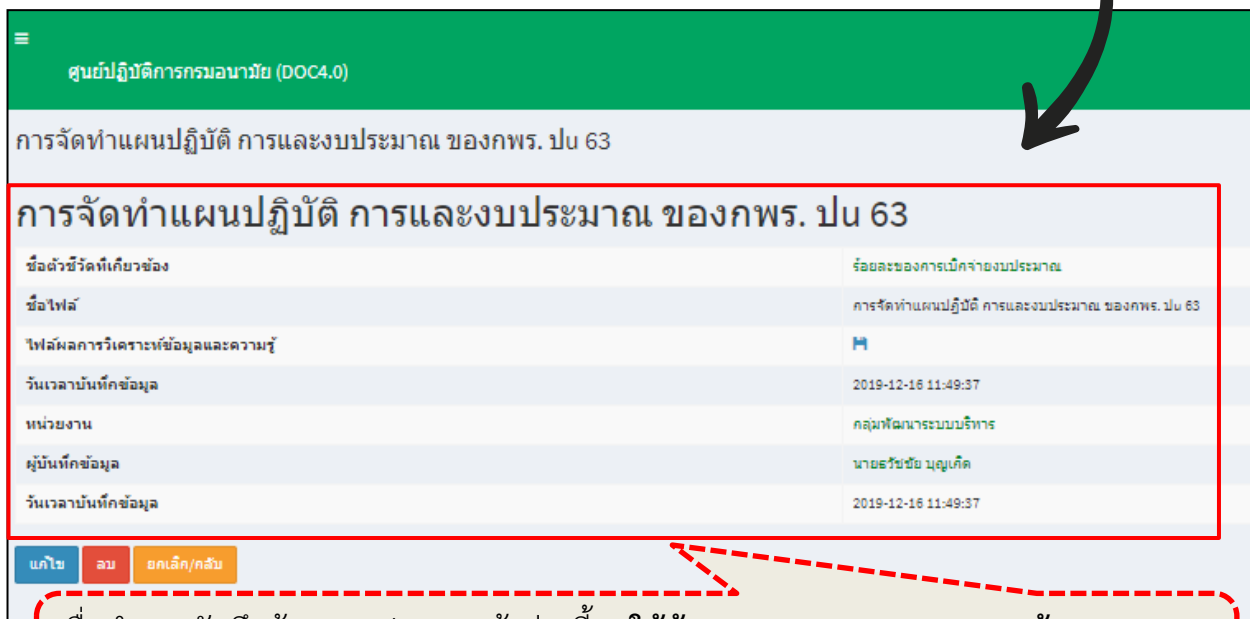 ศูนย์ปฏิบัติการกรมอนามัย (DOC4.0)
การจัดทำแผนปฏิบัติ การและงบประมาณ ของกพร. ปีบ 63
การจัดทำแผนปฏิบัติ การและงบประมาณ ของกพร. ปีบ 63
ชื่อตัวชี้วัดที่เกี่ยวข้อง ร้อยละของการเบิกจ่ายงบประมาณ
ชื่อไฟล์ การจัดทำแผนปฏิบัติ การและงบประมาณ ของกพร. ปีบ 63
ไฟล์ผลการวิเคราะห์ข้อมูลและความรู้
วันเวลาบันทึกข้อมูล 2019-12-16 11:49:37
หน่วยงาน กลุ่มพัฒนาระบบบริหาร
ผู้บันทึกข้อมูล นายธวัชชัย บุญเกิด
วันเวลาบันทึกข้อมูล 2019-12-16 11:49:37
แก้ไข ลบ ยกเลิก/กลับ